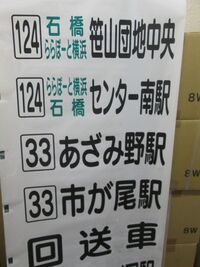 124 石橋 ららぽーと横浜 笹山団地中央
124 ららぽーと横浜 石橋 センター南駅
33 あざみ野駅
33 市が尾駅
回送車
8W
8W